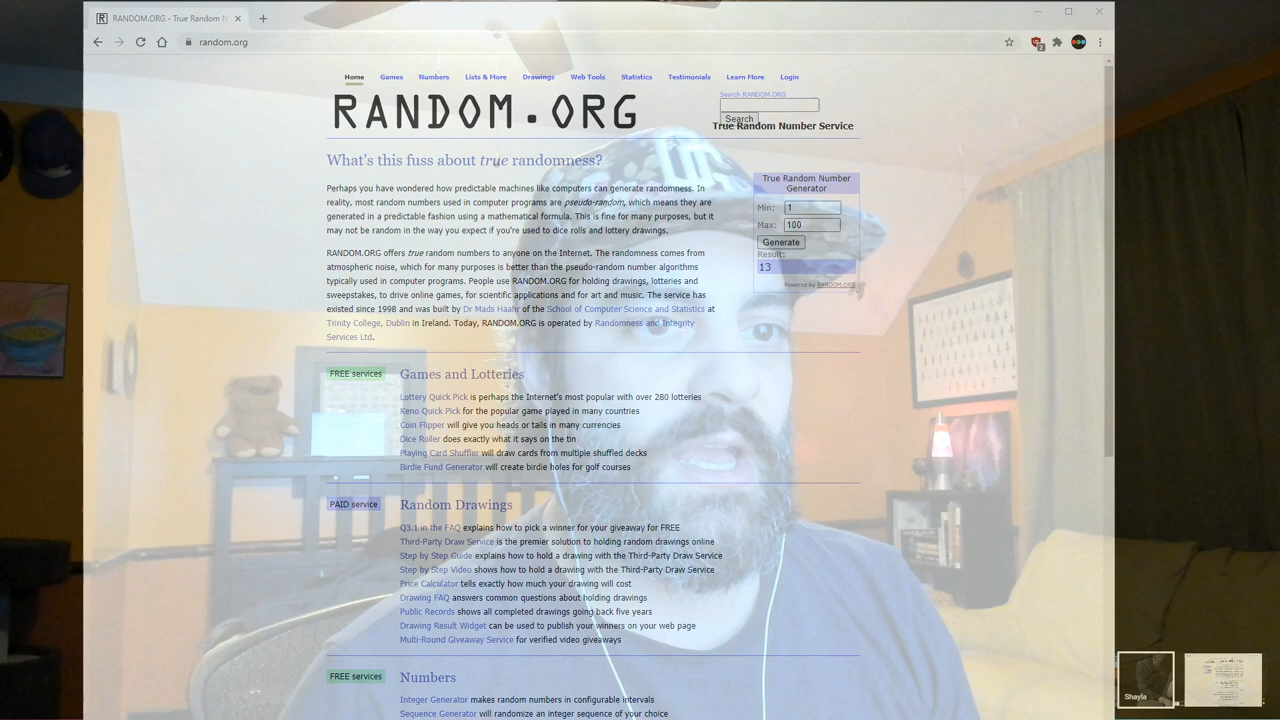 RANDOM.ORG - True Random N
random.org
Home Games Numbers Lists & More Drawings Web Tools Statistics Testimonials Learn More Login
Search RANDOM.ORG
RANDOM.ORG
Search
True Random Number Service
What's this fuss about true randomness?
Perhaps you have wondered how predictable machines like computers can generate randomness. In
reality, most random numbers used in computer programs are pseudo-random, which means they are
generated in a predictable fashion using a mathematical formula. This is fine for many purposes, but it
may not be random in the way you expect if you're used to dice rolls and lottery drawings.
RANDOM.ORG offers true random numbers to anyone on the Internet. The randomness comes from
atmospheric noise, which for many purposes is better than the pseudo-random number algorithms
typically used in computer programs. People use RANDOM.ORG for holding drawings, lotteries and
sweepstakes, to drive online games, for scientific applications and for art and music. The service has
existed since 1998 and was built by Dr Mads Haahr of the School of Computer Science and Statistics at
Trinity College, Dublin in Ireland. Today, RANDOM.ORG is operated by Randomness and Integrity
Services Ltd.
True Random Number
Generator
Min: 1
Max: 100
Generate
Result:
13
Powered by RANDOM.ORG
FREE services
Games and Lotteries
Lottery Quick Pick is perhaps the Internet's most popular with over 280 lotteries
Keno Quick Pick for the popular game played in many countries
Coin Flipper will give you heads or tails in many currencies
Dice Roller does exactly what it says on the tin
Playing Card Shuffler will draw cards from multiple shuffled decks
Birdie Fund Generator will create birdie holes for golf courses
PAID service
Random Drawings
Q3.1 in the FAQ explains how to pick a winner for your giveaway for FREE
Third-Party Draw Service is the premier solution to holding random drawings online
Step by Step Guide explains how to hold a drawing with the Third-Party Draw Service
Step by Step Video shows how to hold a drawing with the Third-Party Draw Service
Price Calculator tells exactly how much your drawing will cost
Drawing FAQ answers common questions about holding drawings
Public Records shows all completed drawings going back five years
Drawing Result Widget can be used to publish your winners on your web page
Multi-Round Giveaway Service for verified video giveaways
FREE services
Numbers
Integer Generator makes random numbers in configurable intervals
Sequence Generator will randomize an integer sequence of your choice
Shayla